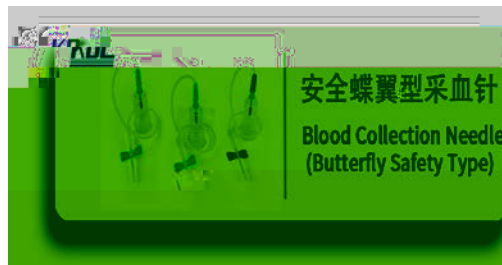 安全蝶翼型采血针
Blood Collection Needle
(Butterfly Safety Type)